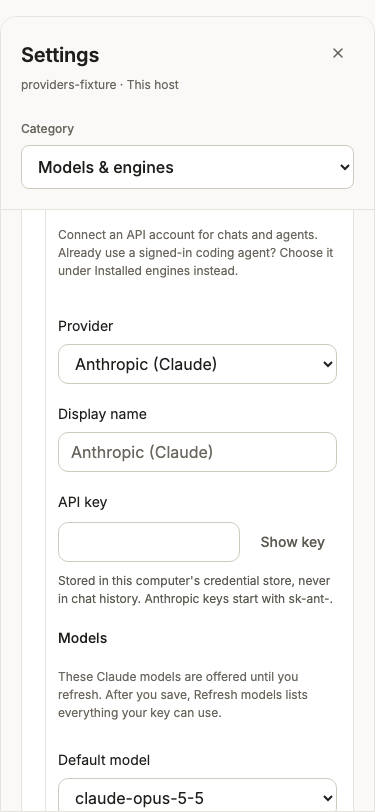 Settings
×
providers-fixture · This host
Category
Models & engines
Connect an API account for chats and agents.
Already use a signed-in coding agent? Choose it
under Installed engines instead.
Provider
Anthropic (Claude)
Display name
Anthropic (Claude)
API key
Show key
Stored in this computer's credential store, never
in chat history. Anthropic keys start with sk-ant-.
Models
These Claude models are offered until you
refresh. After you save, Refresh models lists
everything your key can use.
Default model
claude-opus-5-5